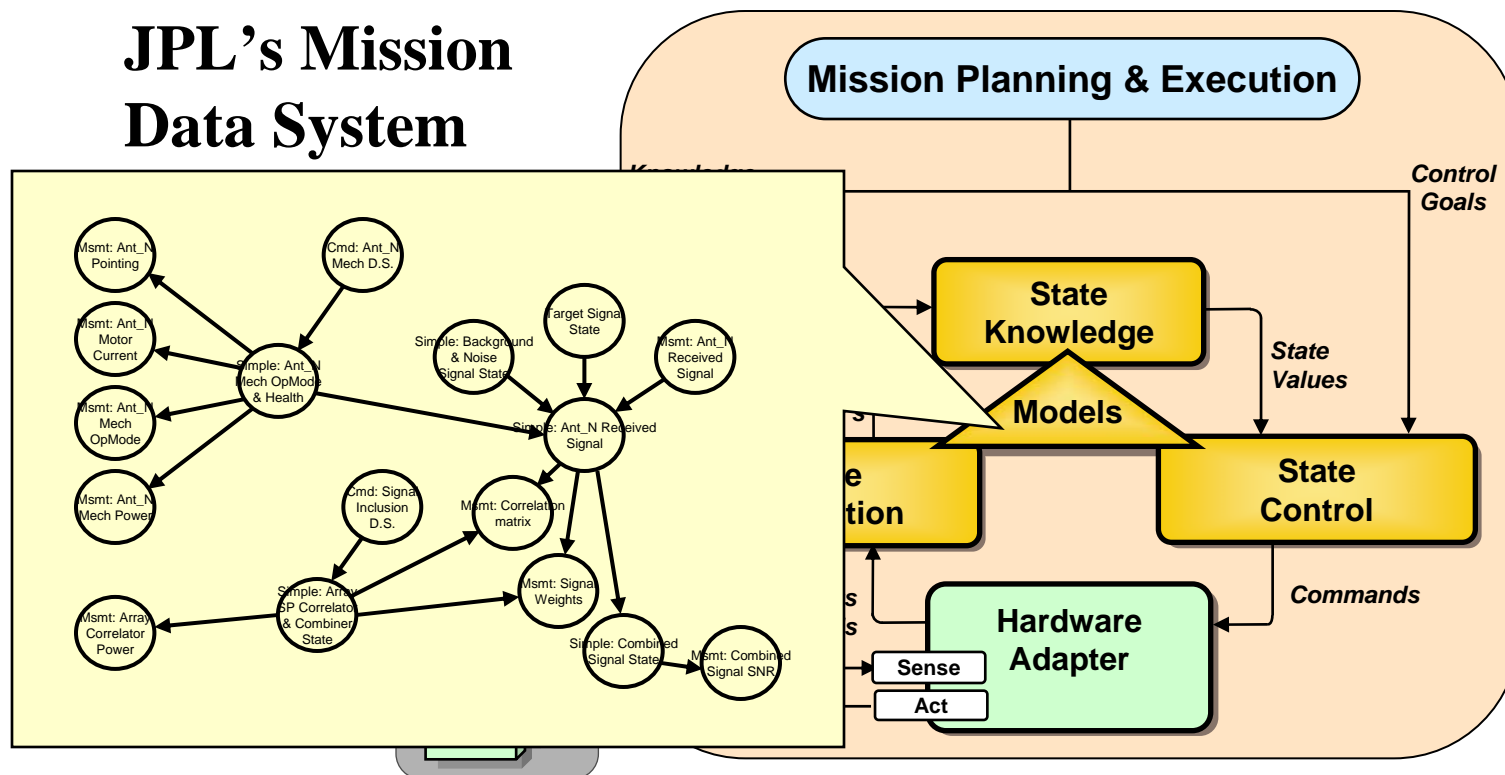 JPL's Mission
Data System
Mission Planning & Execution
Control
Goals
State
Knowledge
State
Values
Models
State
Control
Commands
Hardware
Adapter
Sense
Act
Msmt: Ant_N
Pointing
Cmd: Ant_N
Mech D.S.
Msmt: Ant_N
Motor
Current
Simple: Ant_N
Mech OpMode
& Health
Msmt: Ant_N
Mech
OpMode
Msmt: Ant_N
Mech Power
Target Signal
State
Simple: Background
& Noise
Signal State
Msmt: Ant_N
Received
Signal
Simple: Ant_N Received
Signal
Cmd: Signal
Inclusion
D.S.
Msmt: Correlation
matrix
Simple: Array
SP Correlator
& Combiner
State
Msmt: Signal
Weights
Msmt: Array
Correlator
Power
Simple: Combined
Signal State
Msmt: Combined
Signal SNR